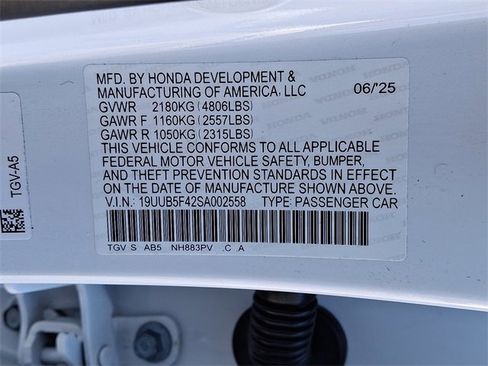 MFD. BY HONDA DEVELOPMENT &
MANUFACTURING OF AMERICA, LLC 06/'25
GVWR 2180KG (4806LBS)
GAWR F 1160KG (2557LBS)
GAWR R 1050KG (2315LBS)
THIS VEHICLE CONFORMS TO ALL APPLICABLE
FEDERAL MOTOR VEHICLE SAFETY, BUMPER,
AND THEFT PREVENTION STANDARDS IN EFFECT
ON THE DATE OF MANUFACTURE SHOWN ABOVE.
V.I.N.: 19UUB5F42SA002558 TYPE: PASSENGER CAR
TGV S AB5 NH883PV .C A
TGV-A5